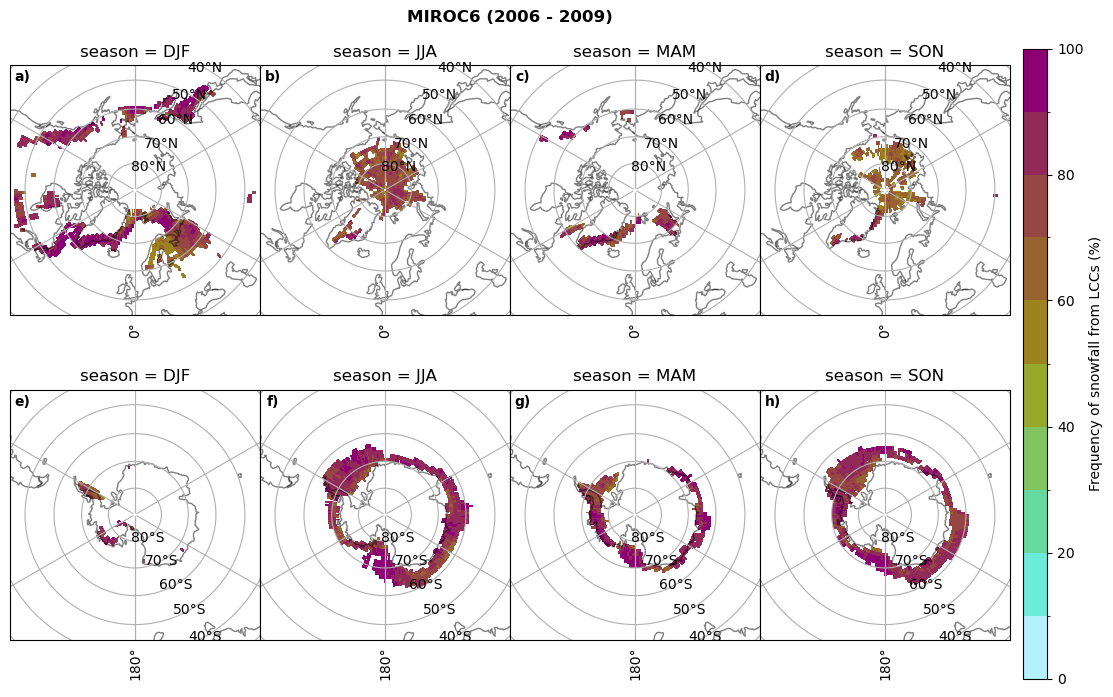 MIROC6 (2006 - 2009)
season = DJF
season = JJA
season = MAM
season = SON
a)
40°N
50°N
60°N
70°N
80°N
0°
b)
40°N
50°N
60°N
70°N
80°N
0°
c)
40°N
50°N
60°N
70°N
80°N
0°
d)
40°N
50°N
60°N
70°N
80°N
0°
season = DJF
season = JJA
season = MAM
season = SON
e)
80°S
70°S
60°S
50°S
40°S
180°
f)
80°S
70°S
60°S
50°S
40°S
180°
g)
80°S
70°S
60°S
50°S
40°S
180°
h)
80°S
70°S
60°S
50°S
40°S
180°
100
80
60
40
20
0
Frequency of snowfall from LCCs (%)